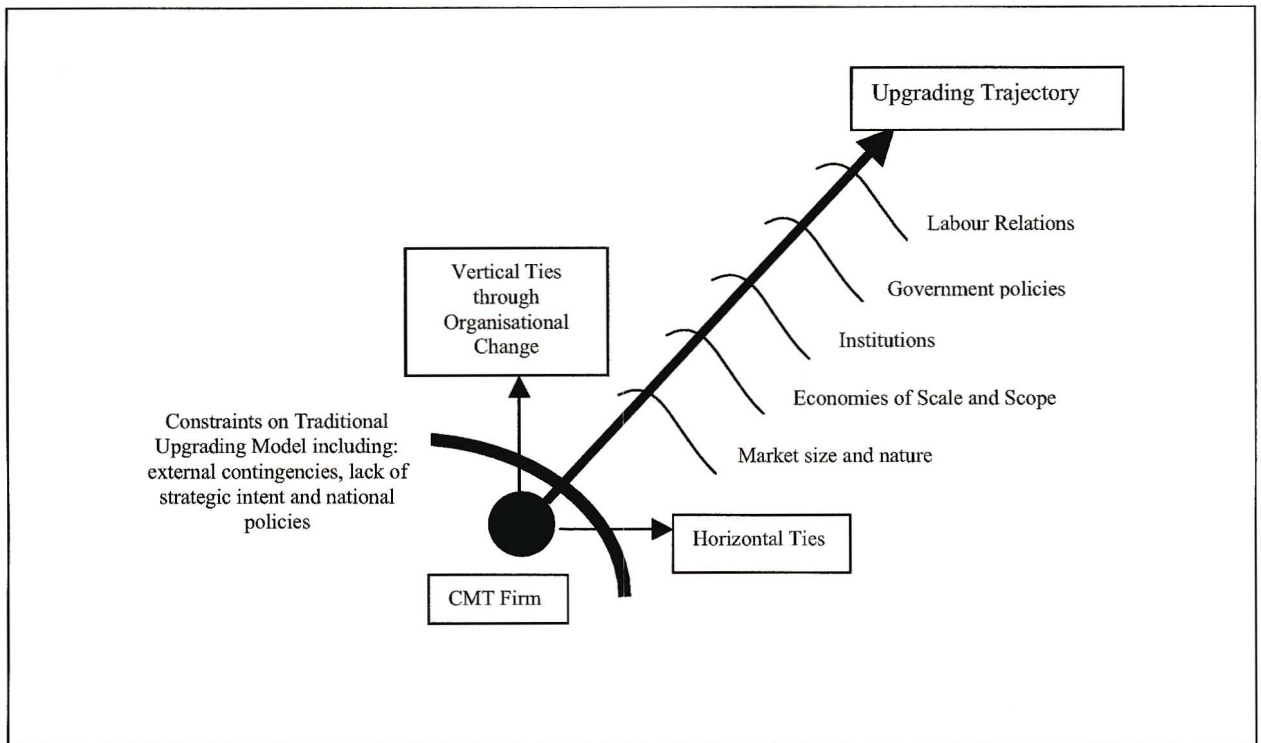 Upgrading Trajectory
Labour Relations
Vertical Ties
through
Organisational
Change
Government policies
Institutions
Economies of Scale and Scope
Constraints on Traditional
Upgrading Model including:
external contingencies, lack of
strategic intent and national
policies
Market size and nature
Horizontal Ties
CMT Firm